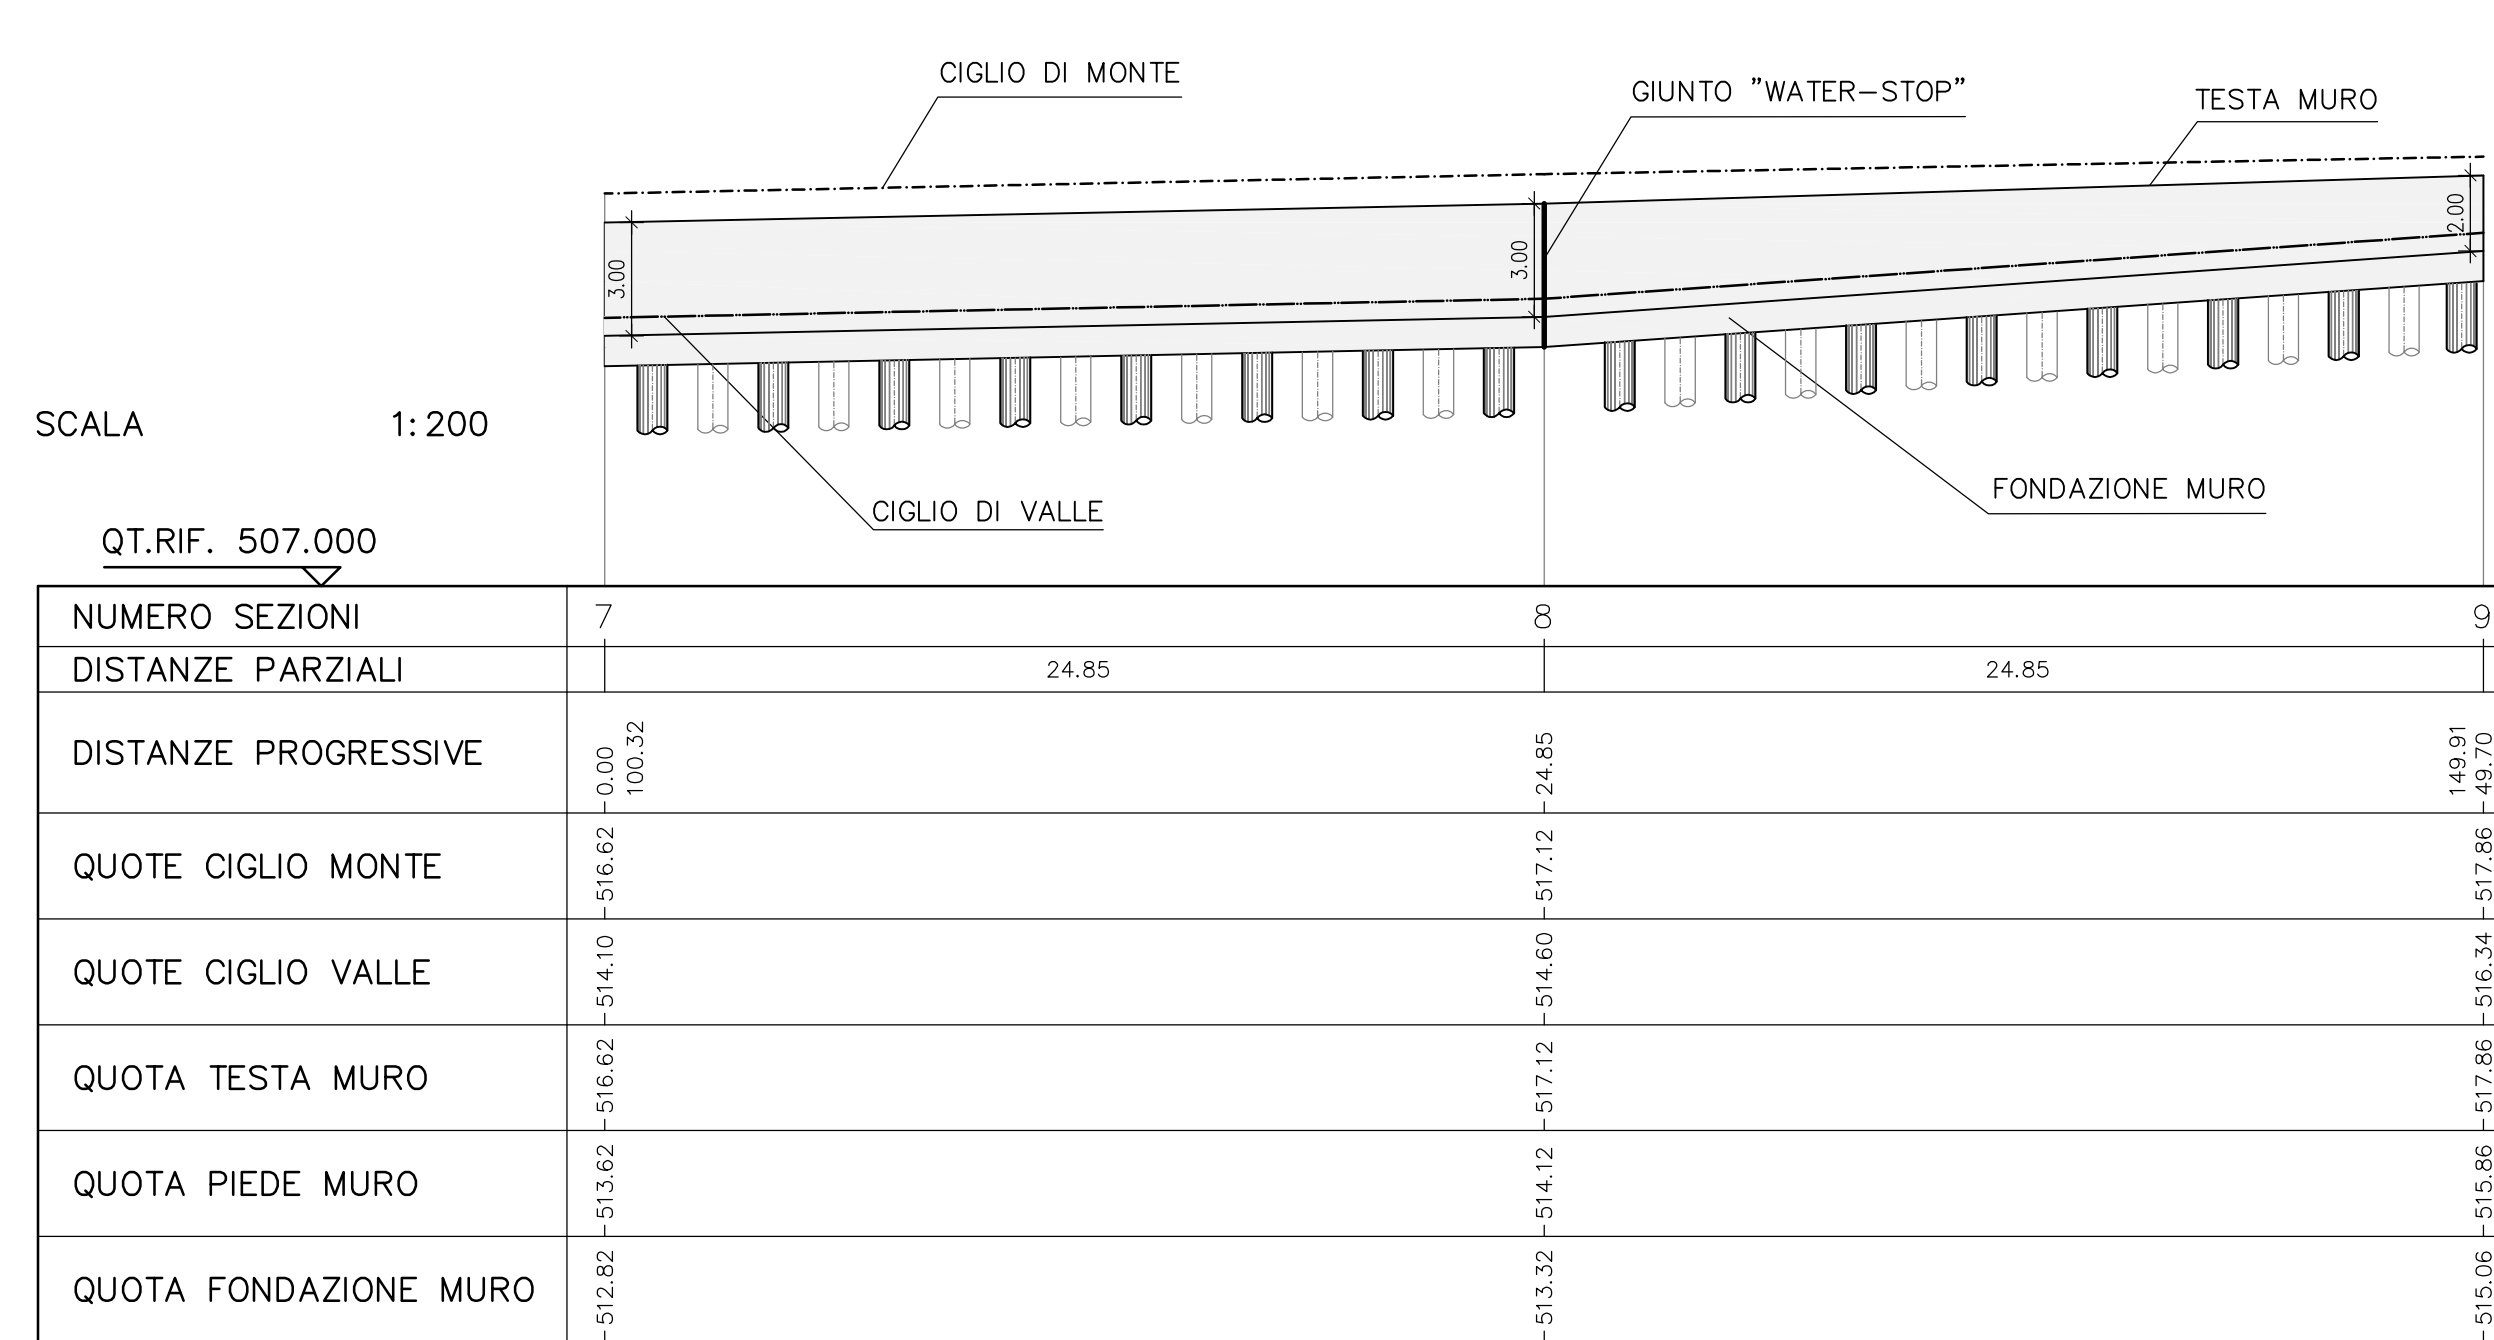 CIGLIO DI MONTE
GIUNTO "WATER-STOP"
TESTA MURO
3.00
3.00
2.00
SCALA 1:200
CIGLIO DI VALLE
FONDAZIONE MURO
QT.RIF. 507.000
NUMERO SEZIONI 7 8 9
DISTANZE PARZIALI 24.85 24.85
DISTANZE PROGRESSIVE 0.00 100.32 24.85 149.91 49.70
QUOTE CIGLIO MONTE 516.62 517.12 517.86
QUOTE CIGLIO VALLE 514.10 514.60 516.34
QUOTA TESTA MURO 516.62 517.12 517.86
QUOTA PIEDE MURO 513.62 514.12 515.86
QUOTA FONDAZIONE MURO 512.82 513.32 515.06